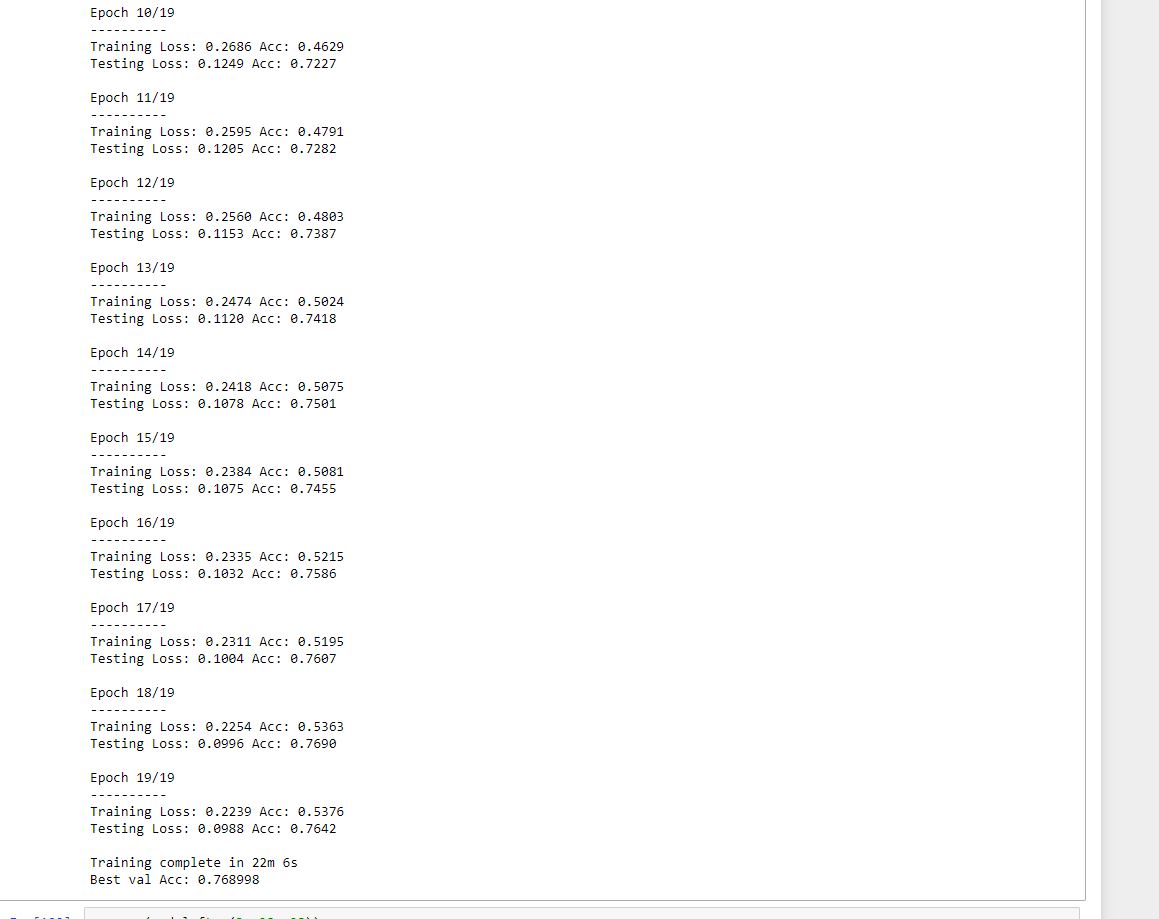 Epoch 10/19
----------
Training Loss: 0.2686 Acc: 0.4629
Testing Loss: 0.1249 Acc: 0.7227
Epoch 11/19
----------
Training Loss: 0.2595 Acc: 0.4791
Testing Loss: 0.1205 Acc: 0.7282
Epoch 12/19
----------
Training Loss: 0.2560 Acc: 0.4803
Testing Loss: 0.1153 Acc: 0.7387
Epoch 13/19
----------
Training Loss: 0.2474 Acc: 0.5024
Testing Loss: 0.1120 Acc: 0.7418
Epoch 14/19
----------
Training Loss: 0.2418 Acc: 0.5075
Testing Loss: 0.1078 Acc: 0.7501
Epoch 15/19
----------
Training Loss: 0.2384 Acc: 0.5081
Testing Loss: 0.1075 Acc: 0.7455
Epoch 16/19
----------
Training Loss: 0.2335 Acc: 0.5215
Testing Loss: 0.1032 Acc: 0.7586
Epoch 17/19
----------
Training Loss: 0.2311 Acc: 0.5195
Testing Loss: 0.1004 Acc: 0.7607
Epoch 18/19
----------
Training Loss: 0.2254 Acc: 0.5363
Testing Loss: 0.0996 Acc: 0.7690
Epoch 19/19
----------
Training Loss: 0.2239 Acc: 0.5376
Testing Loss: 0.0988 Acc: 0.7642
Training complete in 22m 6s
Best val Acc: 0.768998